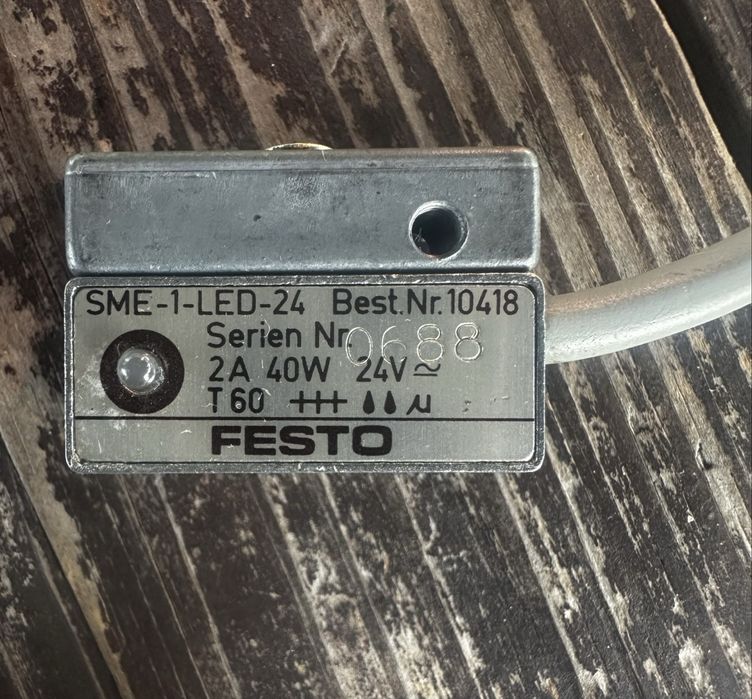 SME-1-LED-24 Best.Nr.10418
Serien Nr. 0688
2A 40W 24V ≂
T60
FESTO